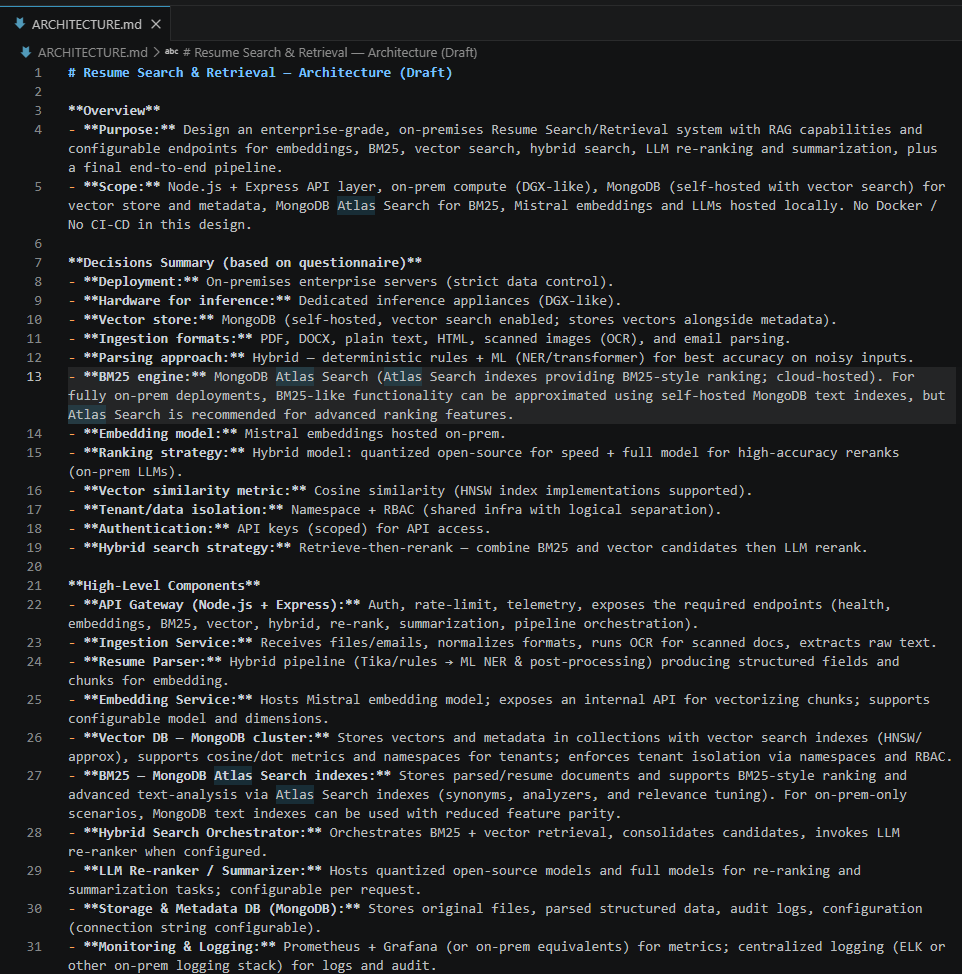 ARCHITECTURE.md
ARCHITECTURE.md > abc # Resume Search & Retrieval — Architecture (Draft)
1 # Resume Search & Retrieval — Architecture (Draft)
2
3 **Overview**
4 - **Purpose:** Design an enterprise-grade, on-premises Resume Search/Retrieval system with RAG capabilities and
configurable endpoints for embeddings, BM25, vector search, hybrid search, LLM re-ranking and summarization, plus
a final end-to-end pipeline.
5 - **Scope:** Node.js + Express API layer, on-prem compute (DGX-like), MongoDB (self-hosted with vector search) for
vector store and metadata, MongoDB Atlas Search for BM25, Mistral embeddings and LLMs hosted locally. No Docker /
No CI-CD in this design.
6
7 **Decisions Summary (based on questionnaire)**
8 - **Deployment:** On-premises enterprise servers (strict data control).
9 - **Hardware for inference:** Dedicated inference appliances (DGX-like).
10 - **Vector store:** MongoDB (self-hosted, vector search enabled; stores vectors alongside metadata).
11 - **Ingestion formats:** PDF, DOCX, plain text, HTML, scanned images (OCR), and email parsing.
12 - **Parsing approach:** Hybrid — deterministic rules + ML (NER/transformer) for best accuracy on noisy inputs.
13 - **BM25 engine:** MongoDB Atlas Search (Atlas Search indexes providing BM25-style ranking; cloud-hosted). For
fully on-prem deployments, BM25-like functionality can be approximated using self-hosted MongoDB text indexes, but
Atlas Search is recommended for advanced ranking features.
14 - **Embedding model:** Mistral embeddings hosted on-prem.
15 - **Ranking strategy:** Hybrid model: quantized open-source for speed + full model for high-accuracy reranks
(on-prem LLMs).
16 - **Vector similarity metric:** Cosine similarity (HNSW index implementations supported).
17 - **Tenant/data isolation:** Namespace + RBAC (shared infra with logical separation).
18 - **Authentication:** API keys (scoped) for API access.
19 - **Hybrid search strategy:** Retrieve-then-rerank — combine BM25 and vector candidates then LLM rerank.
20
21 **High-Level Components**
22 - **API Gateway (Node.js + Express):** Auth, rate-limit, telemetry, exposes the required endpoints (health,
embeddings, BM25, vector, hybrid, re-rank, summarization, pipeline orchestration).
23 - **Ingestion Service:** Receives files/emails, normalizes formats, runs OCR for scanned docs, extracts raw text.
24 - **Resume Parser:** Hybrid pipeline (Tika/rules → ML NER & post-processing) producing structured fields and
chunks for embedding.
25 - **Embedding Service:** Hosts Mistral embedding model; exposes an internal API for vectorizing chunks; supports
configurable model and dimensions.
26 - **Vector DB — MongoDB cluster:** Stores vectors and metadata in collections with vector search indexes (HNSW/
approx), supports cosine/dot metrics and namespaces for tenants; enforces tenant isolation via namespaces and RBAC.
27 - **BM25 — MongoDB Atlas Search indexes:** Stores parsed/resume documents and supports BM25-style ranking and
advanced text-analysis via Atlas Search indexes (synonyms, analyzers, and relevance tuning). For on-prem-only
scenarios, MongoDB text indexes can be used with reduced feature parity.
28 - **Hybrid Search Orchestrator:** Orchestrates BM25 + vector retrieval, consolidates candidates, invokes LLM
re-ranker when configured.
29 - **LLM Re-ranker / Summarizer:** Hosts quantized open-source models and full models for re-ranking and
summarization tasks; configurable per request.
30 - **Storage & Metadata DB (MongoDB):** Stores original files, parsed structured data, audit logs, configuration
(connection string configurable).
31 - **Monitoring & Logging:** Prometheus + Grafana (or on-prem equivalents) for metrics; centralized logging (ELK or
other on-prem logging stack) for logs and audit.